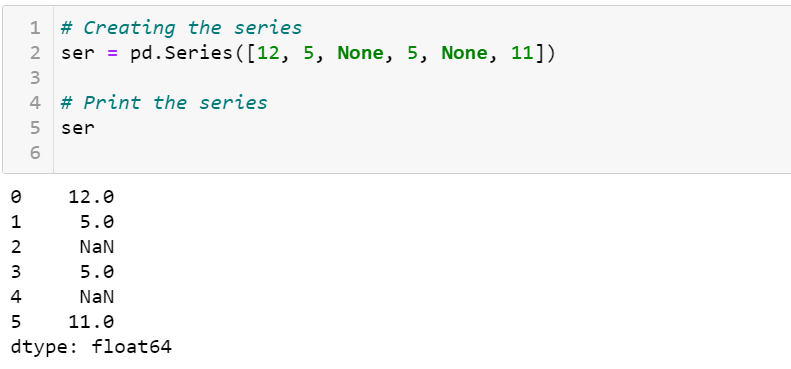 1 # Creating the series
2 ser = pd.Series([12, 5, None, 5, None, 11])
3
4 # Print the series
5 ser
6
0    12.0
1     5.0
2     NaN
3     5.0
4     NaN
5    11.0
dtype: float64